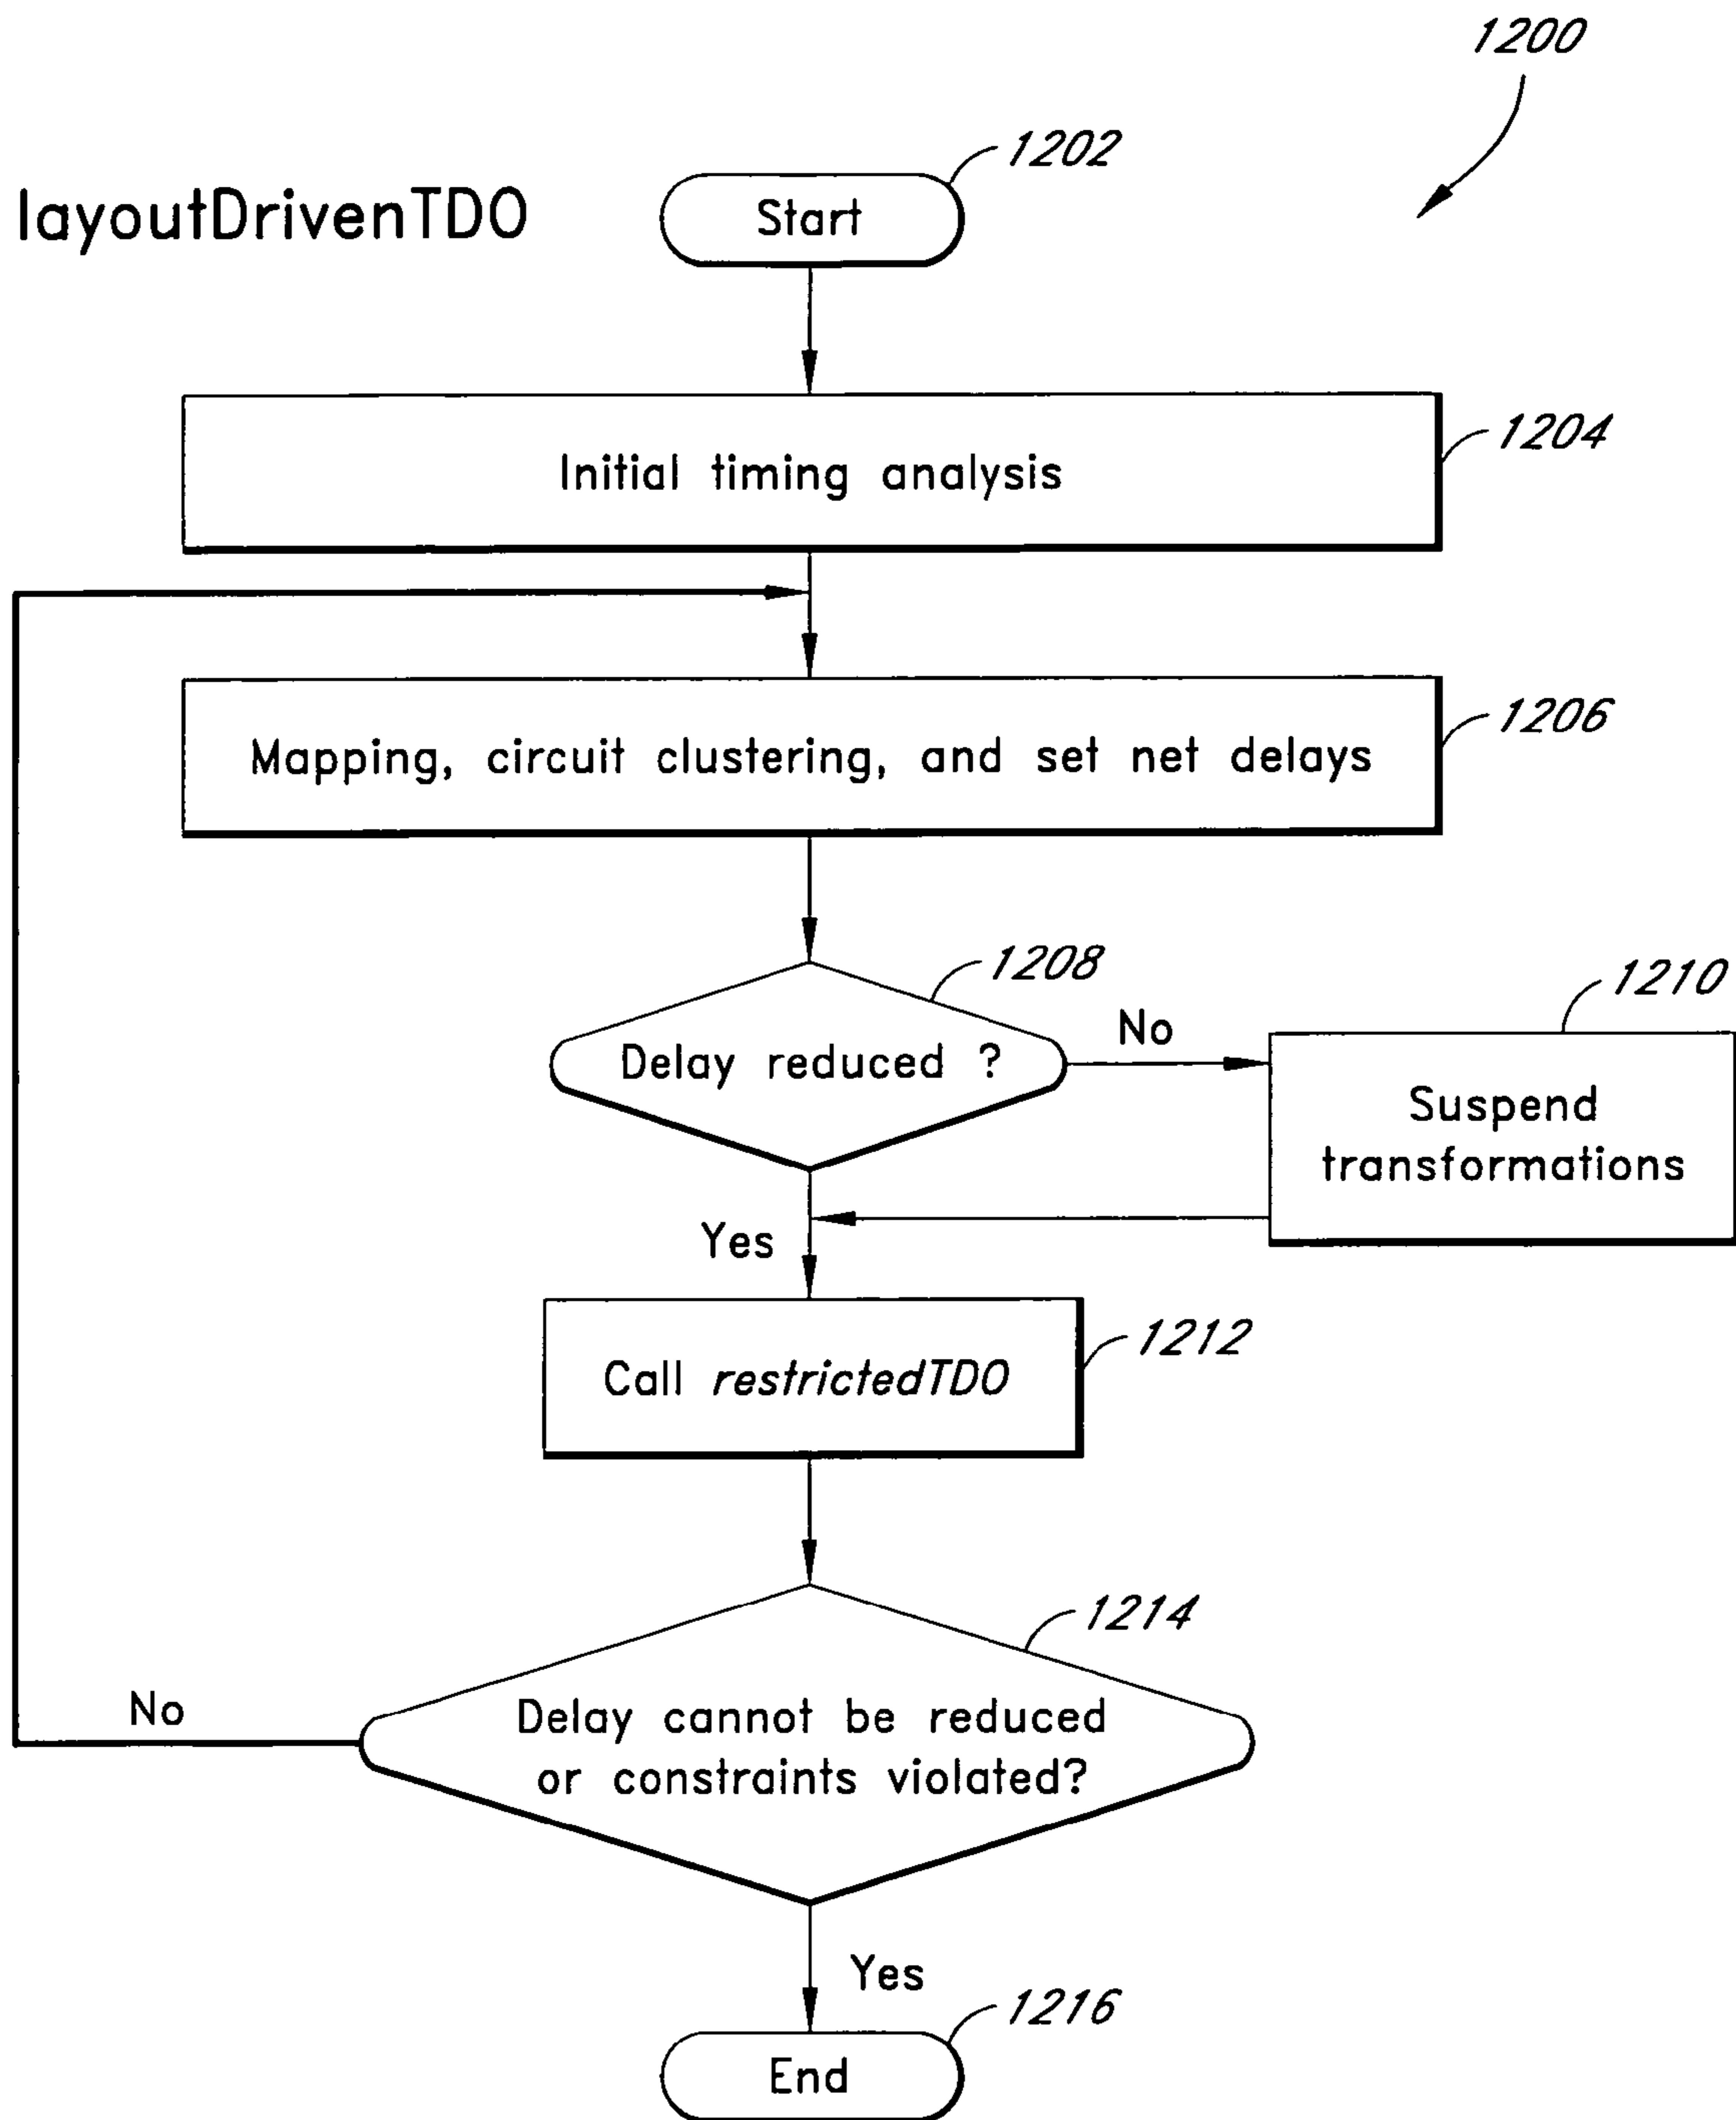 1200
1202
layoutDrivenTDO
Start
1204
Initial timing analysis
1206
Mapping, circuit clustering, and set net delays
1208
1210
No
Delay reduced ?
Suspend
transformations
Yes
1212
Call restrictedTDO
1214
No
Delay cannot be reduced
or constraints violated?
Yes
1216
End